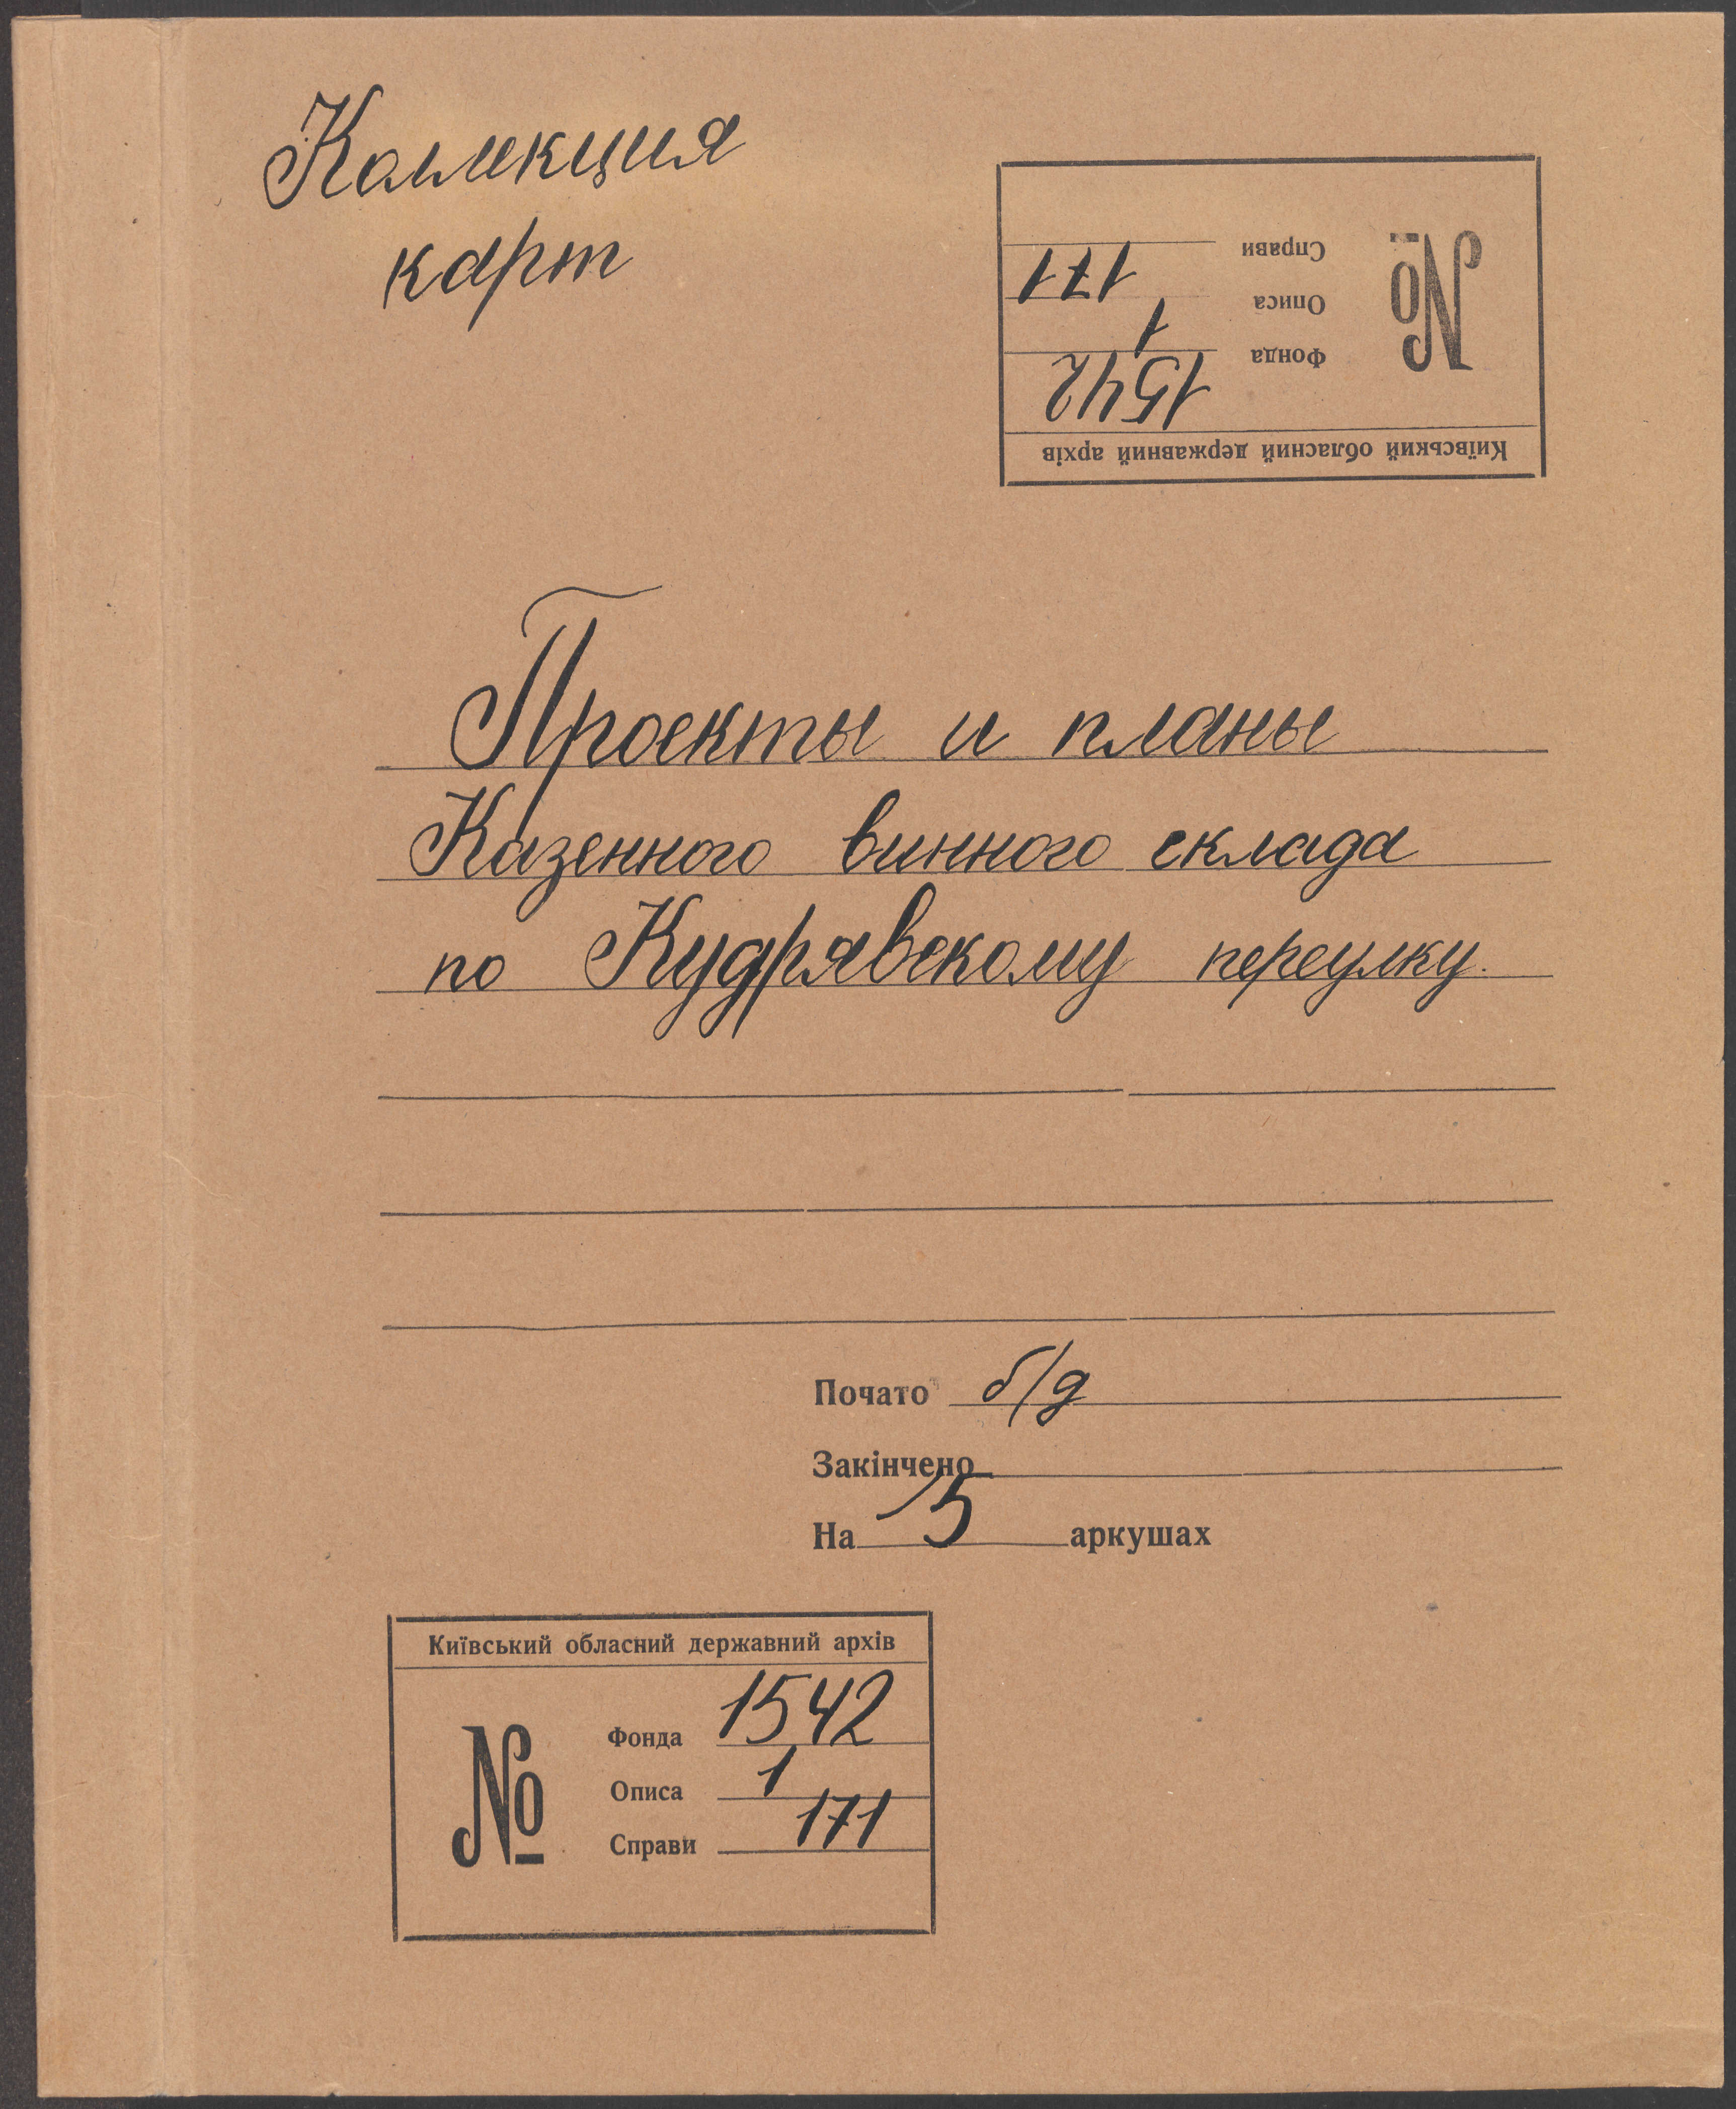 Коллекция
карт
Київський обласний державний архів
№
Фонда 1542
Описа 1
Справи 171
Проекты и планы
Казенного винного склада
по Кудрявскому переулку.
Почато б/д
Закінчено
На 5 аркушах
Київський обласний державний архів
№
Фонда 1542
Описа 1
Справи 171